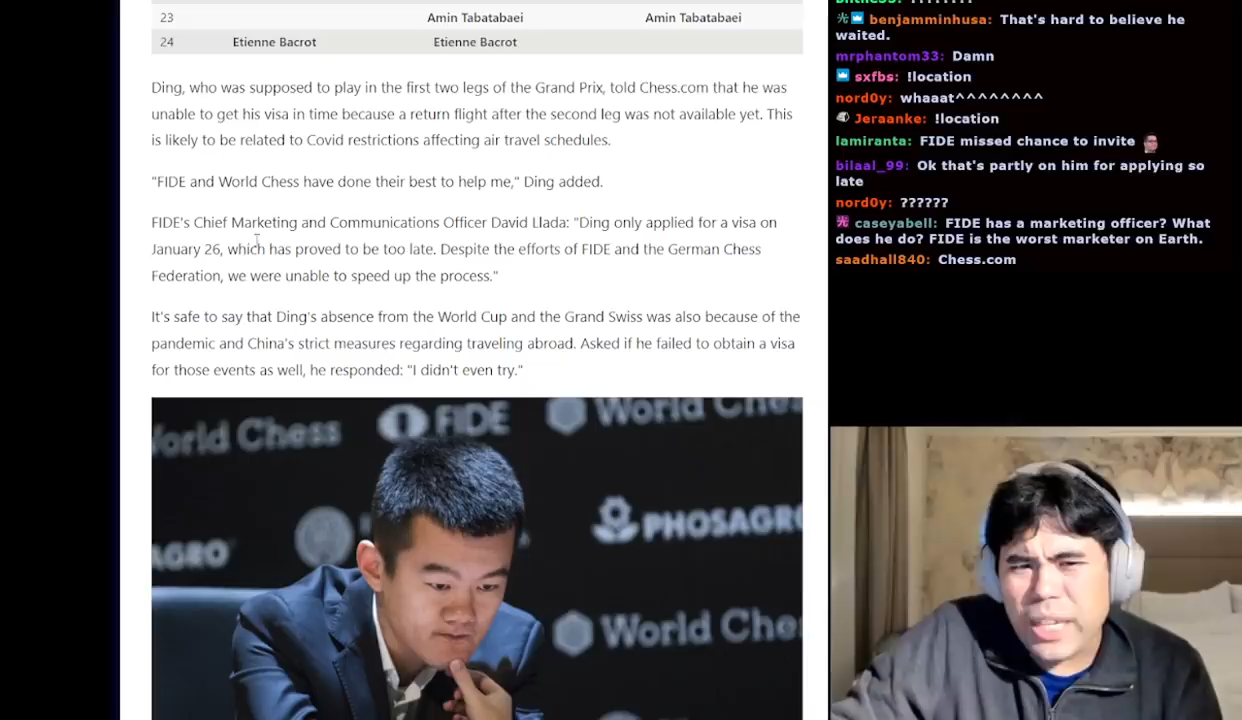 23 Amin Tabatabaei Amin Tabatabaei
24 Etienne Bacrot Etienne Bacrot
Ding, who was supposed to play in the first two legs of the Grand Prix, told Chess.com that he was
unable to get his visa in time because a return flight after the second leg was not available yet. This
is likely to be related to Covid restrictions affecting air travel schedules.
"FIDE and World Chess have done their best to help me," Ding added.
FIDE's Chief Marketing and Communications Officer David Llada: "Ding only applied for a visa on
January 26, which has proved to be too late. Despite the efforts of FIDE and the German Chess
Federation, we were unable to speed up the process."
It's safe to say that Ding's absence from the World Cup and the Grand Swiss was also because of the
pandemic and China's strict measures regarding traveling abroad. Asked if he failed to obtain a visa
for those events as well, he responded: "I didn't even try."
World Chess
FIDE
World Chess
AGRO
PHOSAGRO
World Che
benjamminhusa: That's hard to believe he
waited.
mrphantom33: Damn
sxfbs: !location
nord0y: whaaat^^^^^^^^
Jeraanke: !location
lamiranta: FIDE missed chance to invite
bilaal_99: Ok that's partly on him for applying so
late
nord0y: ??????
caseyabell: FIDE has a marketing officer? What
does he do? FIDE is the worst marketer on Earth.
saadhall840: Chess.com